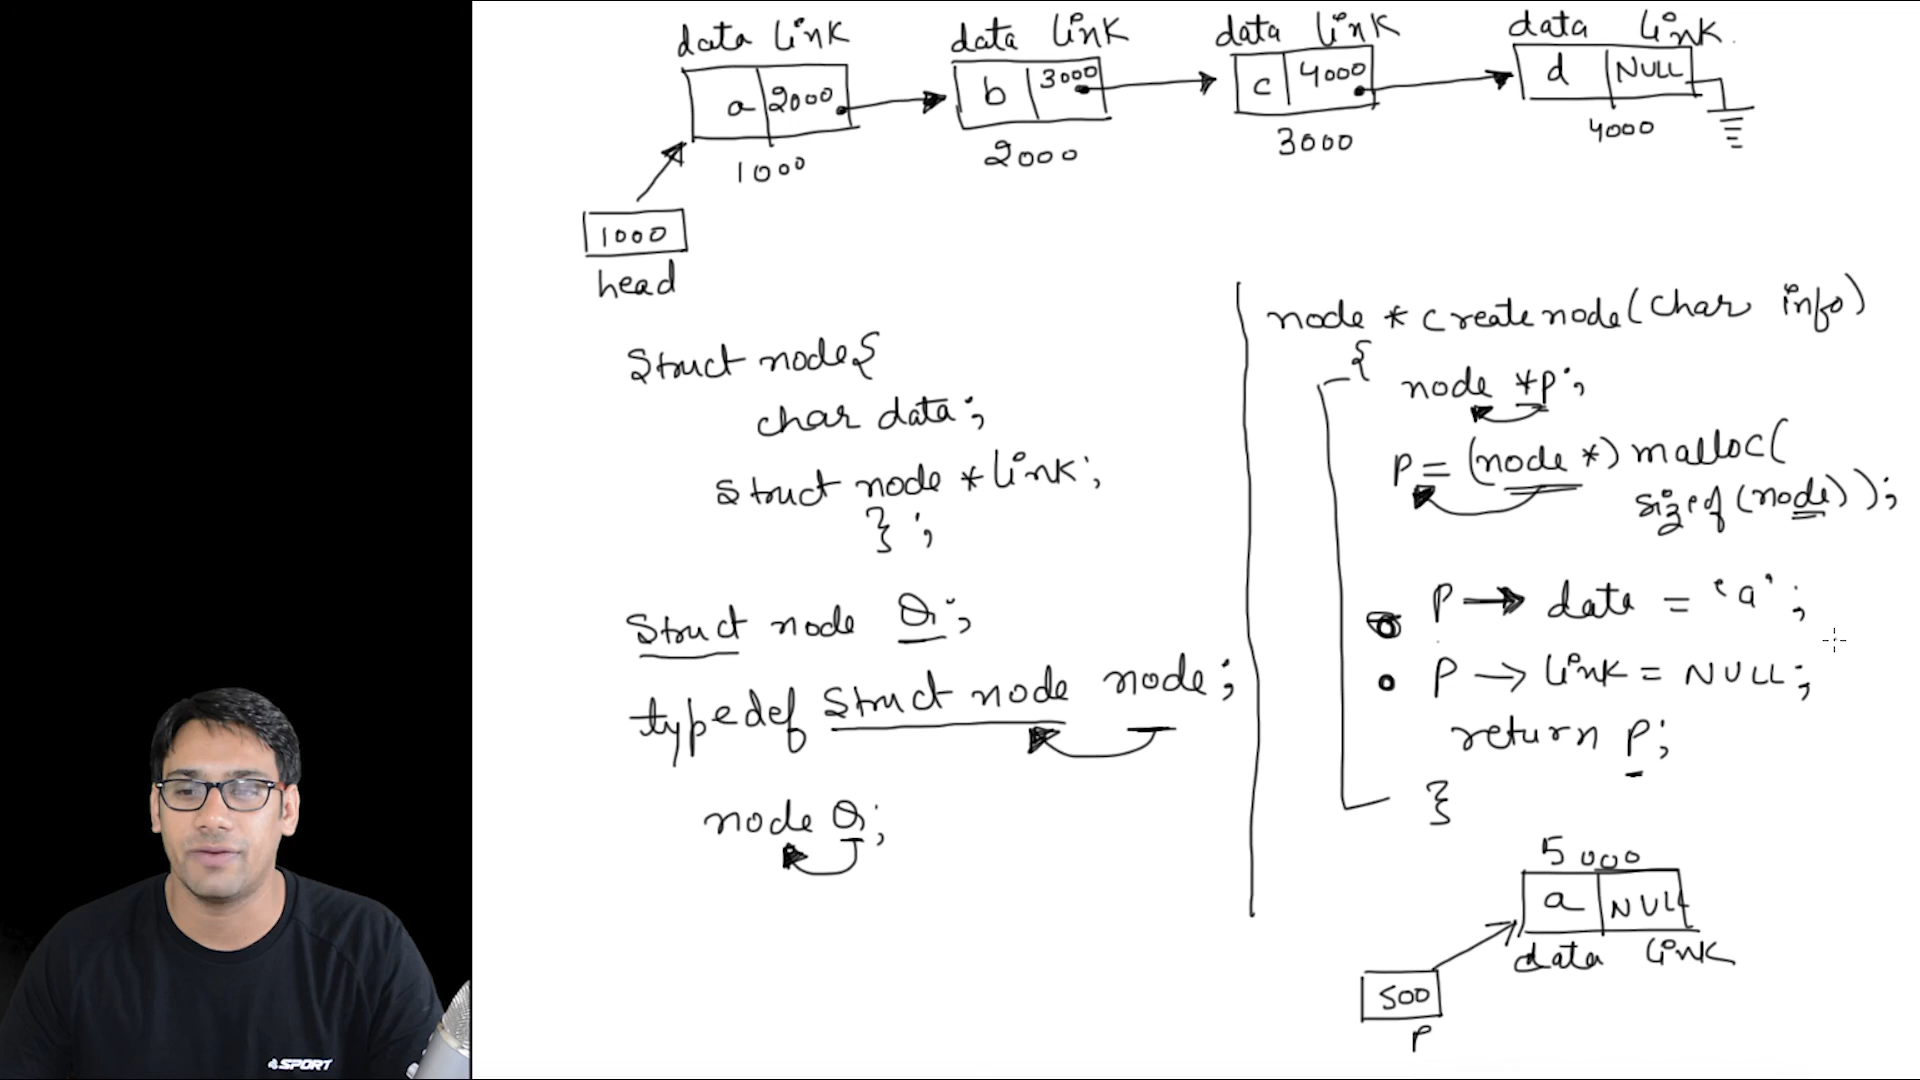 data link data link data link data link
a 2000 b 3000 c 4000 d NULL
1000 2000 3000 4000
1000
head
struct node{
char data;
struct node *link;
};
struct node Q;
typedef struct node node;
node Q;
node *createnode(char info)
{
node *p;
p = (node *) malloc(
sizeof(node));
p → data = 'a';
p → link = NULL;
return p;
}
5000
a NULL
data link
500
p
SPORT